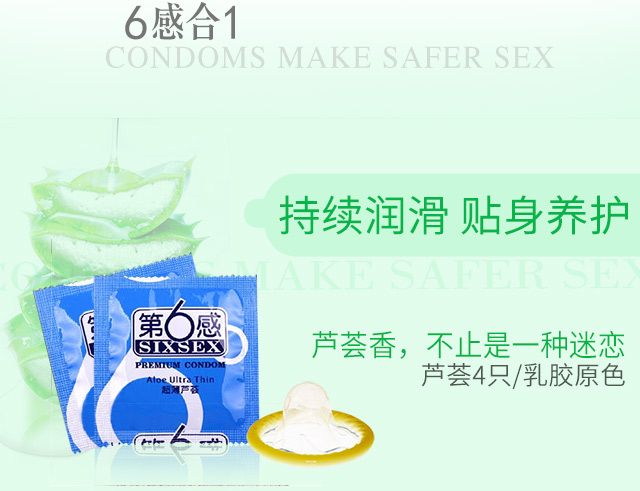 6感合1
CONDOMS MAKE SAFER SEX
持续润滑 贴身养护
CONDOMS MAKE SAFER SEX
第6感
SIXSEX
PREMIUM CONDOM
Aloe Ultra Thin
超薄芦荟
芦荟香，不止是一种迷恋
芦荟4只/乳胶原色